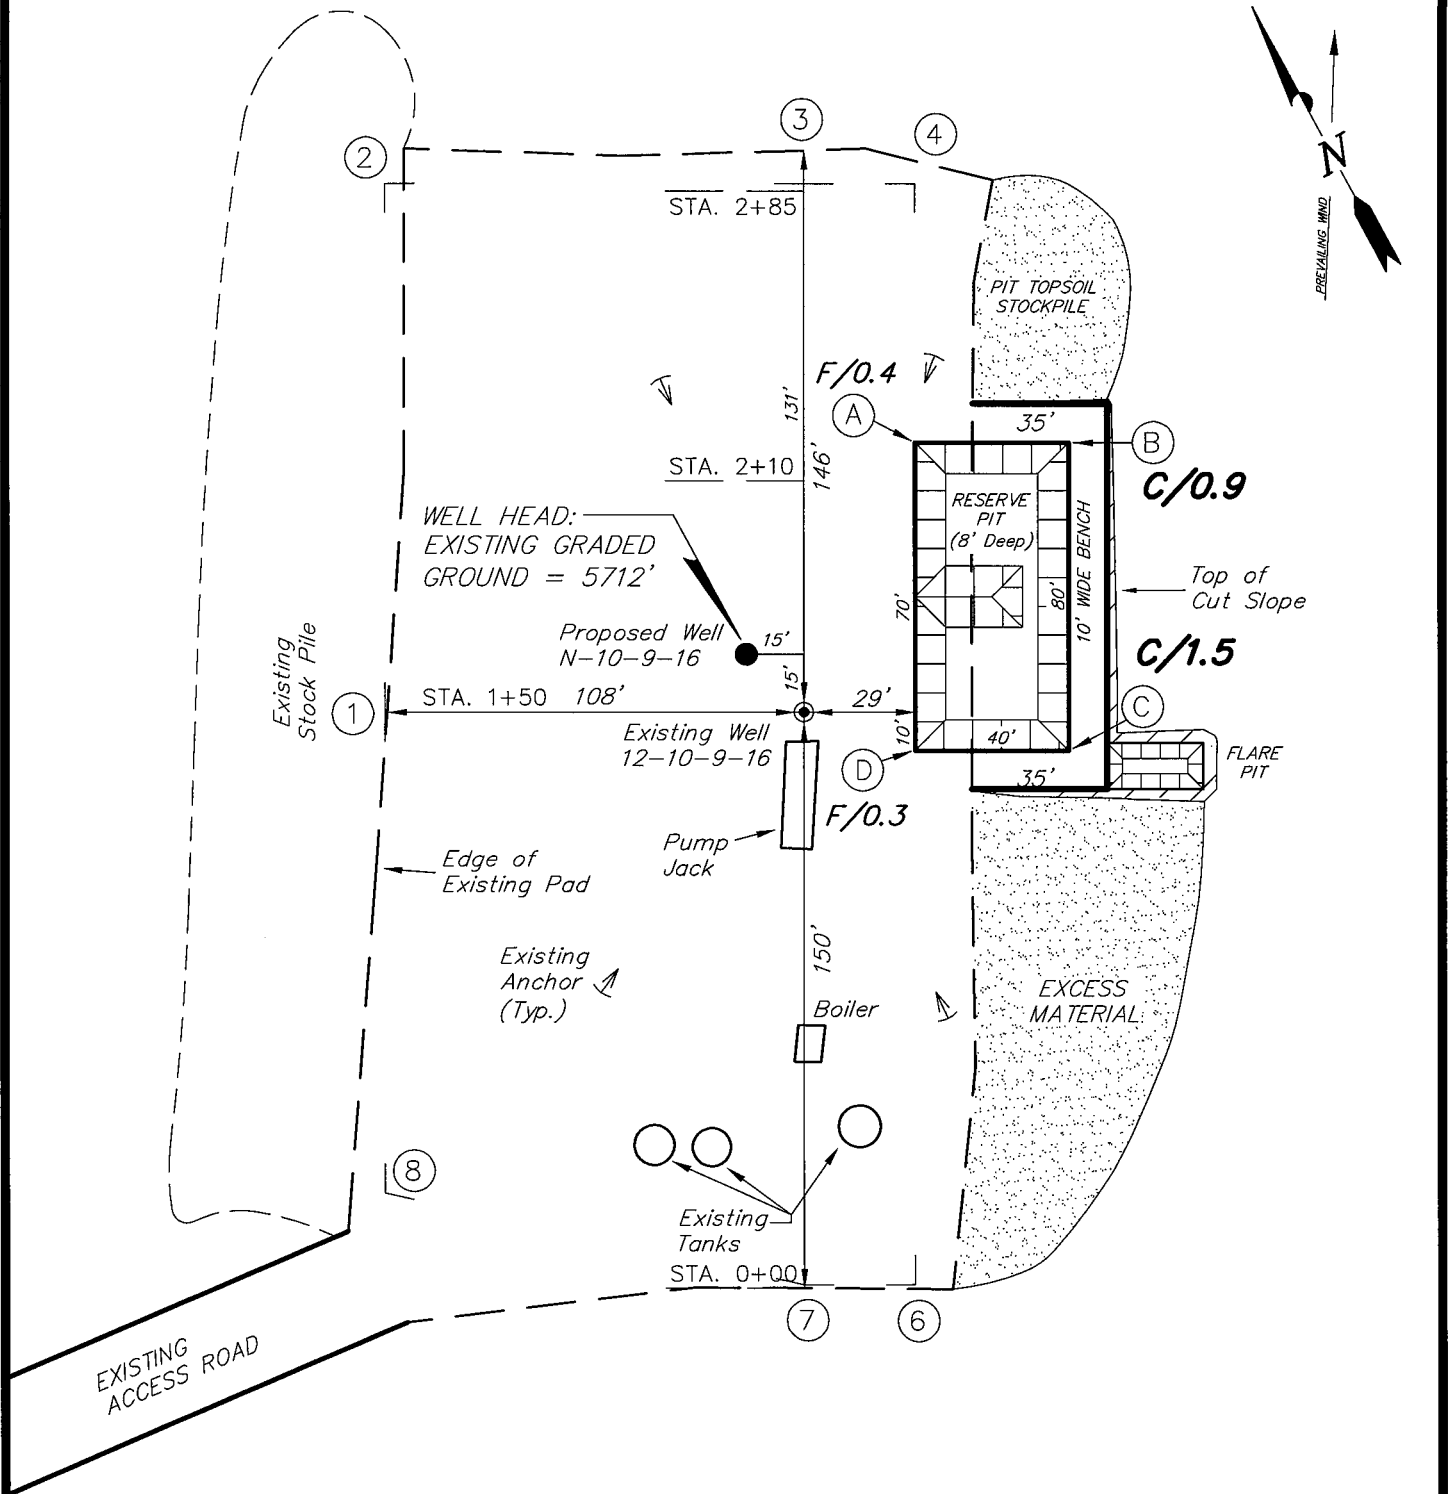 3
4
2
STA. 2+85
N
PREVAILING WIND
PIT TOPSOIL
STOCKPILE
F/0.4
131'
A
35'
B
STA. 2+10
146'
C/0.9
WELL HEAD:
EXISTING GRADED
GROUND = 5712'
RESERVE
PIT
(8' Deep)
10' WIDE BENCH
Top of
Cut Slope
70'
80'
Proposed Well
N-10-9-16
15'
15'
C/1.5
Existing
Stock Pile
1
STA. 1+50 108'
29'
C
Existing Well
12-10-9-16
10'
40'
D
35'
FLARE
PIT
F/0.3
Pump
Jack
Edge of
Existing Pad
150'
Existing
Anchor
(Typ.)
EXCESS
MATERIAL
Boiler
8
Existing
Tanks
STA. 0+00
7
6
EXISTING
ACCESS ROAD